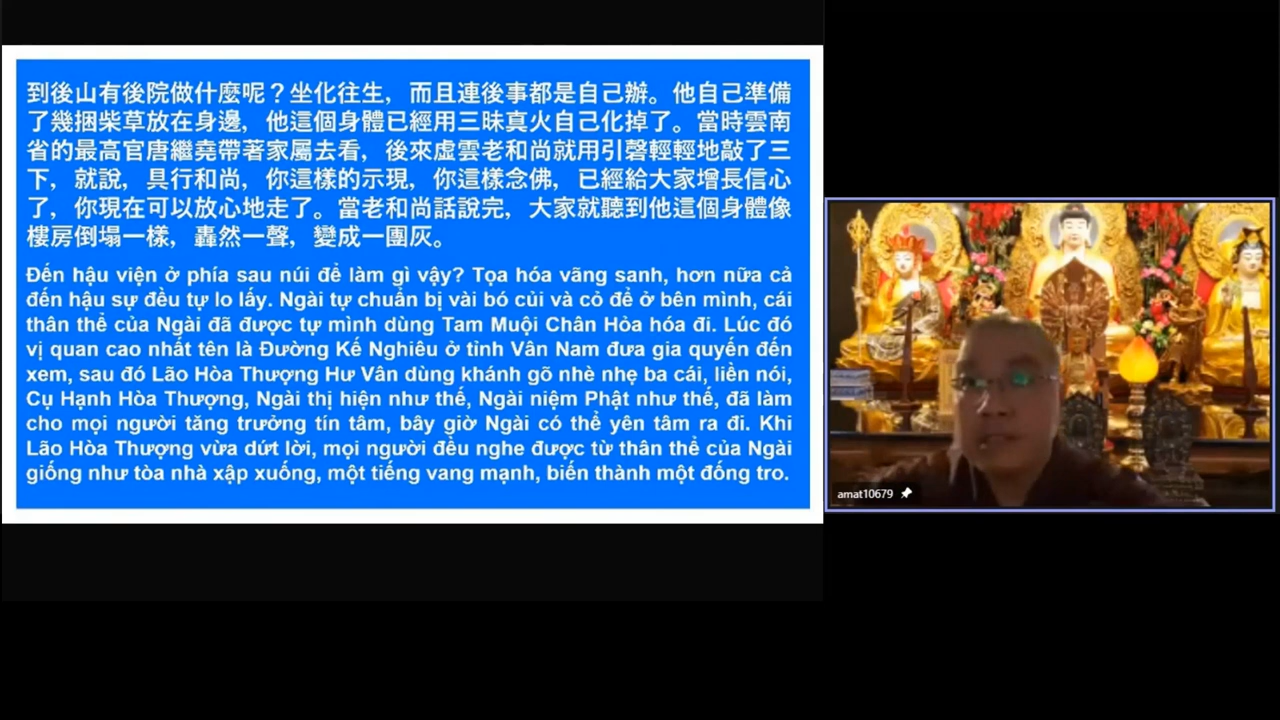 到後山有後院做什麼呢？坐化往生，而且連後事都是自己辦。他自己準備
了幾捆柴草放在身邊，他這個身體已經用三昧真火自己化掉了。當時雲南
省的最高官唐繼堯帶著家屬去看，後來虛雲老和尚就用引磬輕輕地敲了三
下，就說，具行和尚，你這樣的示現，你這樣念佛，已經給大家增長信心
了，你現在可以放心地走了。當老和尚話說完，大家就聽到他這個身體像
樓房倒塌一樣，轟然一聲，變成一團灰。
Đến hậu viện ở phía sau núi để làm gì vậy? Tọa hóa vãng sanh, hơn nữa cả
đến hậu sự đều tự lo lấy. Ngài tự chuẩn bị vài bó củi và cỏ để ở bên mình, cái
thân thể của Ngài đã được tự mình dùng Tam Muội Chân Hỏa hóa đi. Lúc đó
vị quan cao nhất tên là Đường Kế Nghiêu ở tỉnh Vân Nam đưa gia quyến đến
xem, sau đó Lão Hòa Thượng Hư Vân dùng khánh gõ nhè nhẹ ba cái, liền nói,
Cụ Hạnh Hòa Thượng, Ngài thị hiện như thế, Ngài niệm Phật như thế, đã làm
cho mọi người tăng trưởng tín tâm, bây giờ Ngài có thể yên tâm ra đi. Khi
Lão Hòa Thượng vừa dứt lời, mọi người đều nghe được từ thân thể của Ngài
giống như tòa nhà xập xuống, một tiếng vang mạnh, biến thành một đống tro.
amat10679